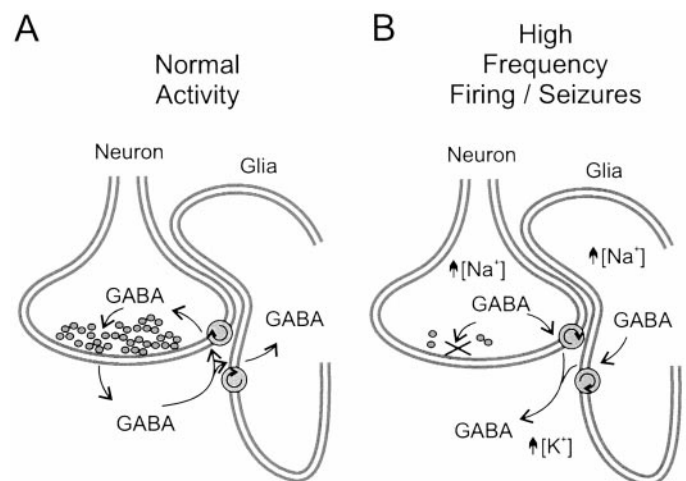 A
Normal
Activity
Neuron
Glia
GABA
GABA
GABA
B
High
Frequency
Firing / Seizures
Neuron
Glia
↑[Na⁺]
↑[Na⁺]
GABA
GABA
GABA
↑[K⁺]